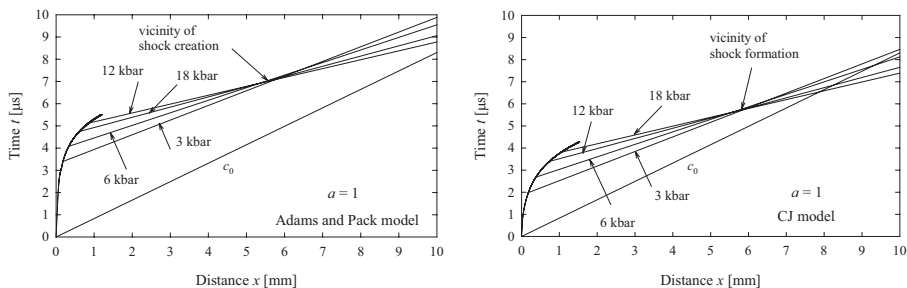 10
9
8
7
6
5
4
3
2
1
0
Time t [μs]
vicinity of
shock creation
12 kbar
18 kbar
6 kbar
3 kbar
c0
a = 1
Adams and Pack model
0 1 2 3 4 5 6 7 8 9 10
Distance x [mm]
10
9
8
7
6
5
4
3
2
1
0
Time t [μs]
vicinity of
shock formation
18 kbar
12 kbar
3 kbar
6 kbar
c0
a = 1
CJ model
0 1 2 3 4 5 6 7 8 9 10
Distance x [mm]